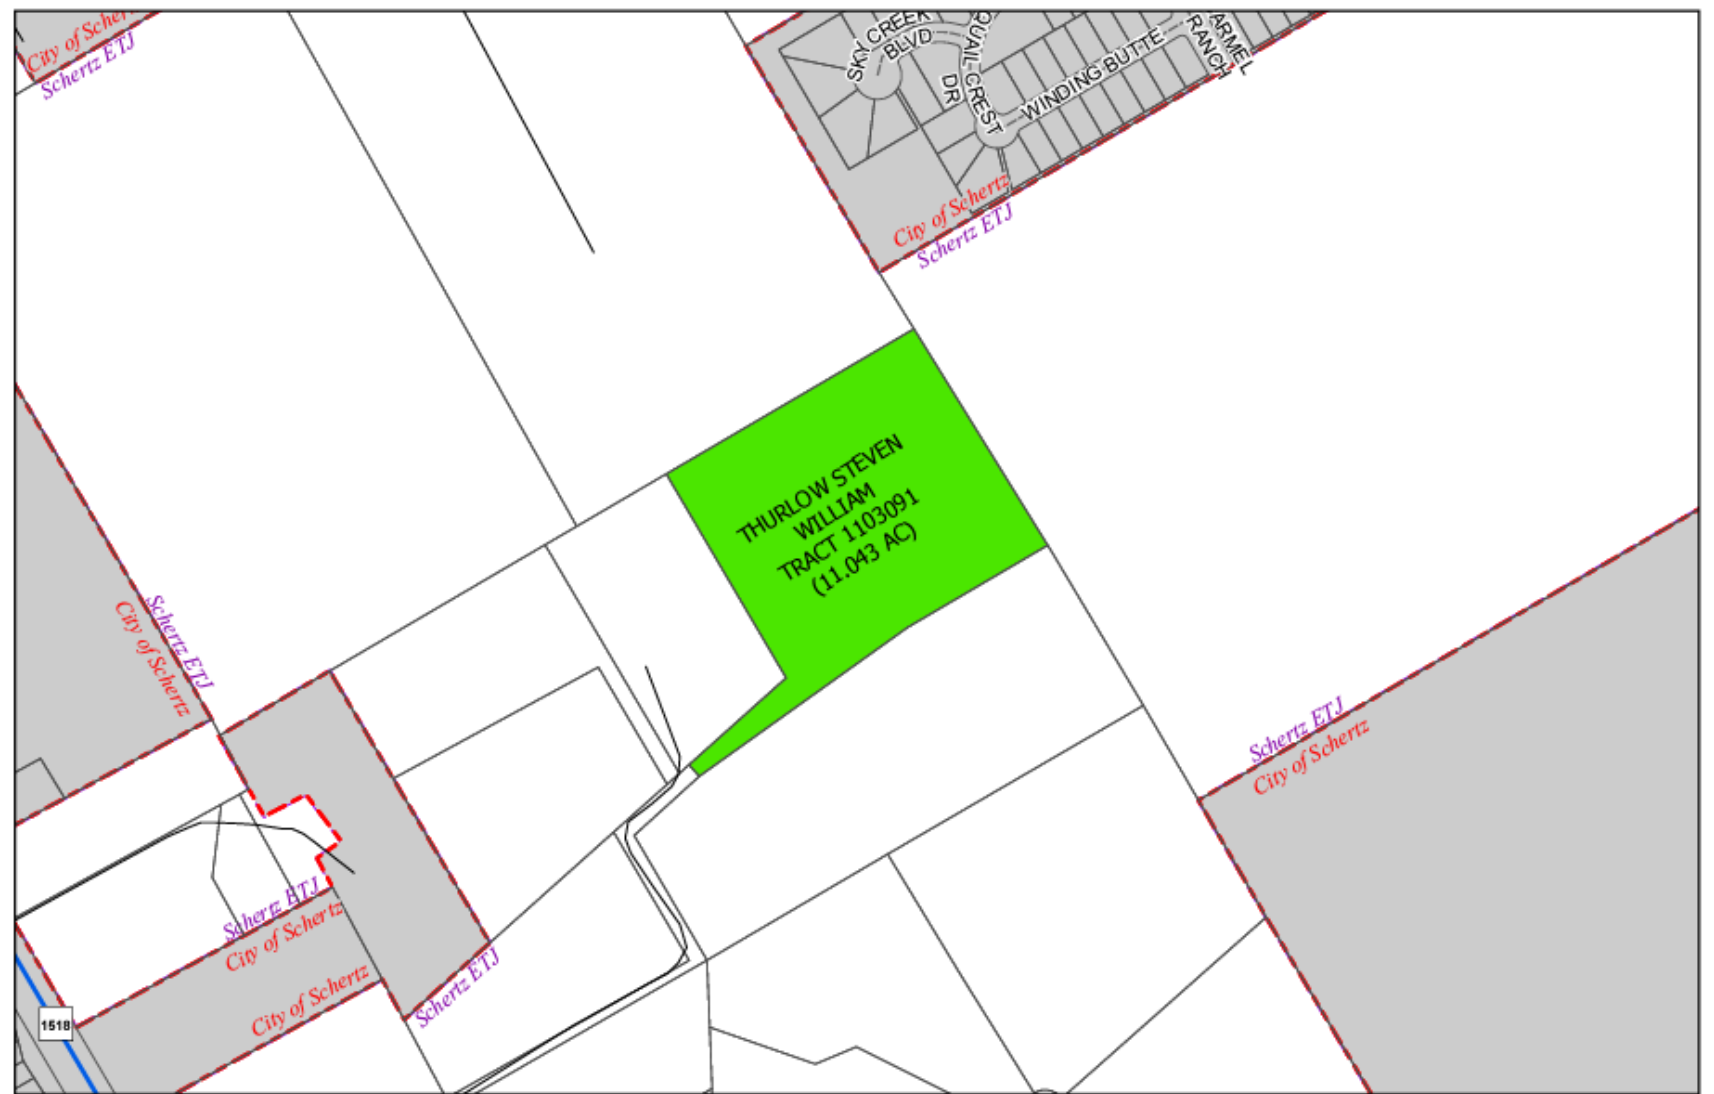 City of Schertz
Schertz ETJ
SKY CREEK
BLVD
QUAIL CREST
DR
WINDING BUTTE
ARMEL
RANCH
City of Schertz
Schertz ETJ
THURLOW STEVEN
WILLIAM
TRACT 1103091
(11.043 AC)
Schertz ETJ
City of Schertz
Schertz ETJ
City of Schertz
Schertz ETJ
City of Schertz
City of Schertz
Schertz ETJ
1518